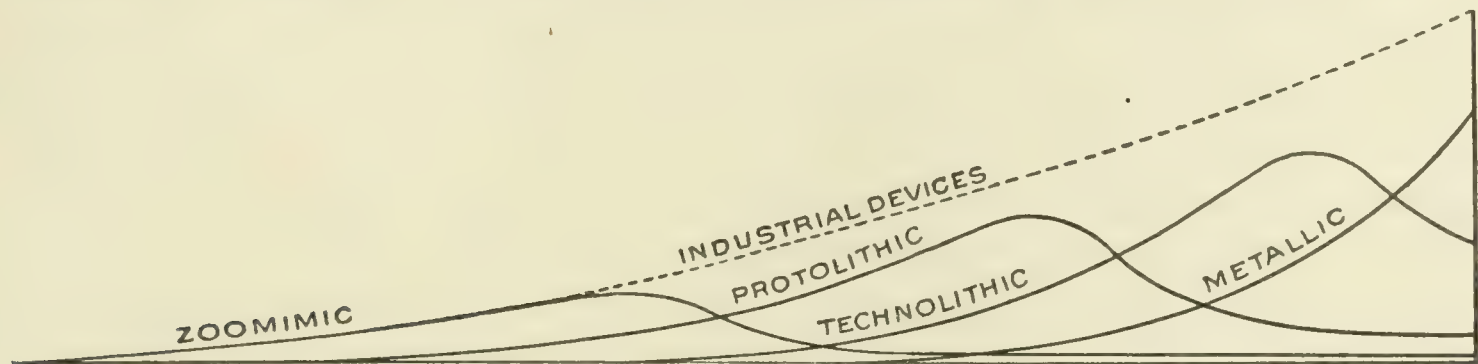 ZOOMIMIC
INDUSTRIAL DEVICES
PROTOLITHIC
TECHNOLITHIC
METALLIC